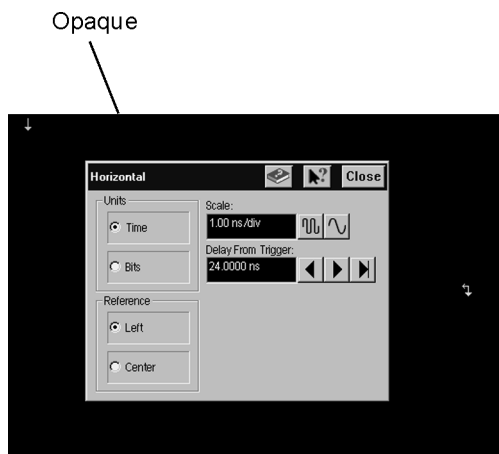 Opaque
Horizontal
?
Close
Units
Time
Bits
Scale:
1.00 ns/div
Delay From Trigger:
24.0000 ns
Reference
Left
Center